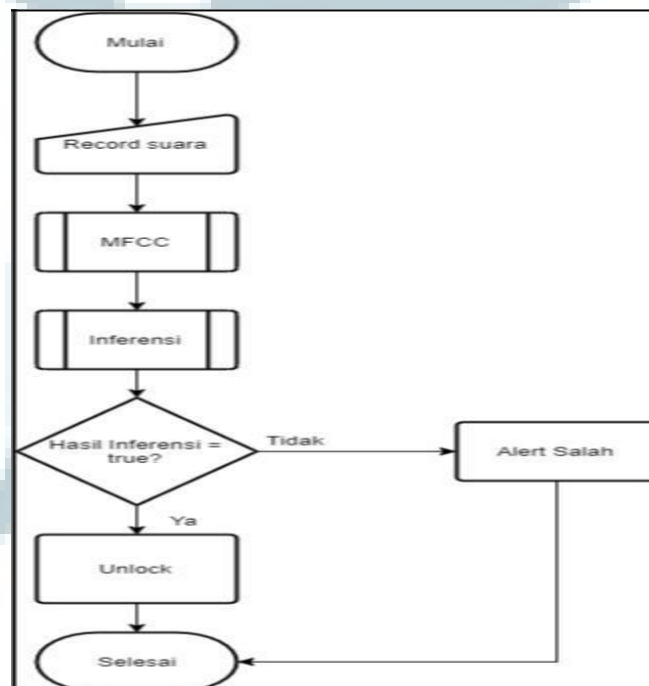 Mulai
Record suara
MFCC
Inferensi
Hasil Inferensi =
true?
Tidak
Alert Salah
Ya
Unlock
Selesai